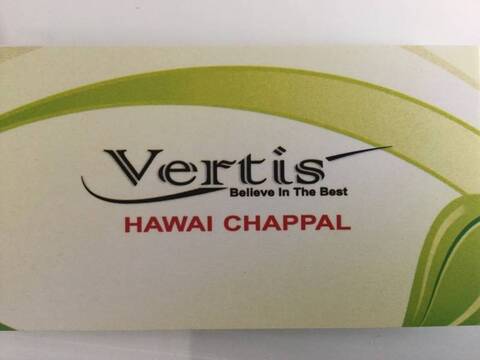 Vertis
Believe In The Best
HAWAI CHAPPAL